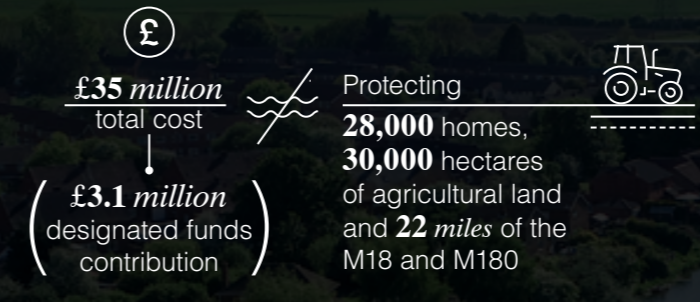 £
£35 million
total cost
£3.1 million
designated funds
contribution
Protecting
28,000 homes,
30,000 hectares
of agricultural land
and 22 miles of the
M18 and M180